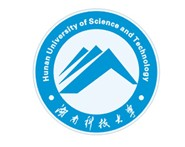 Hunan University of Science and Technology
湖南科技大学